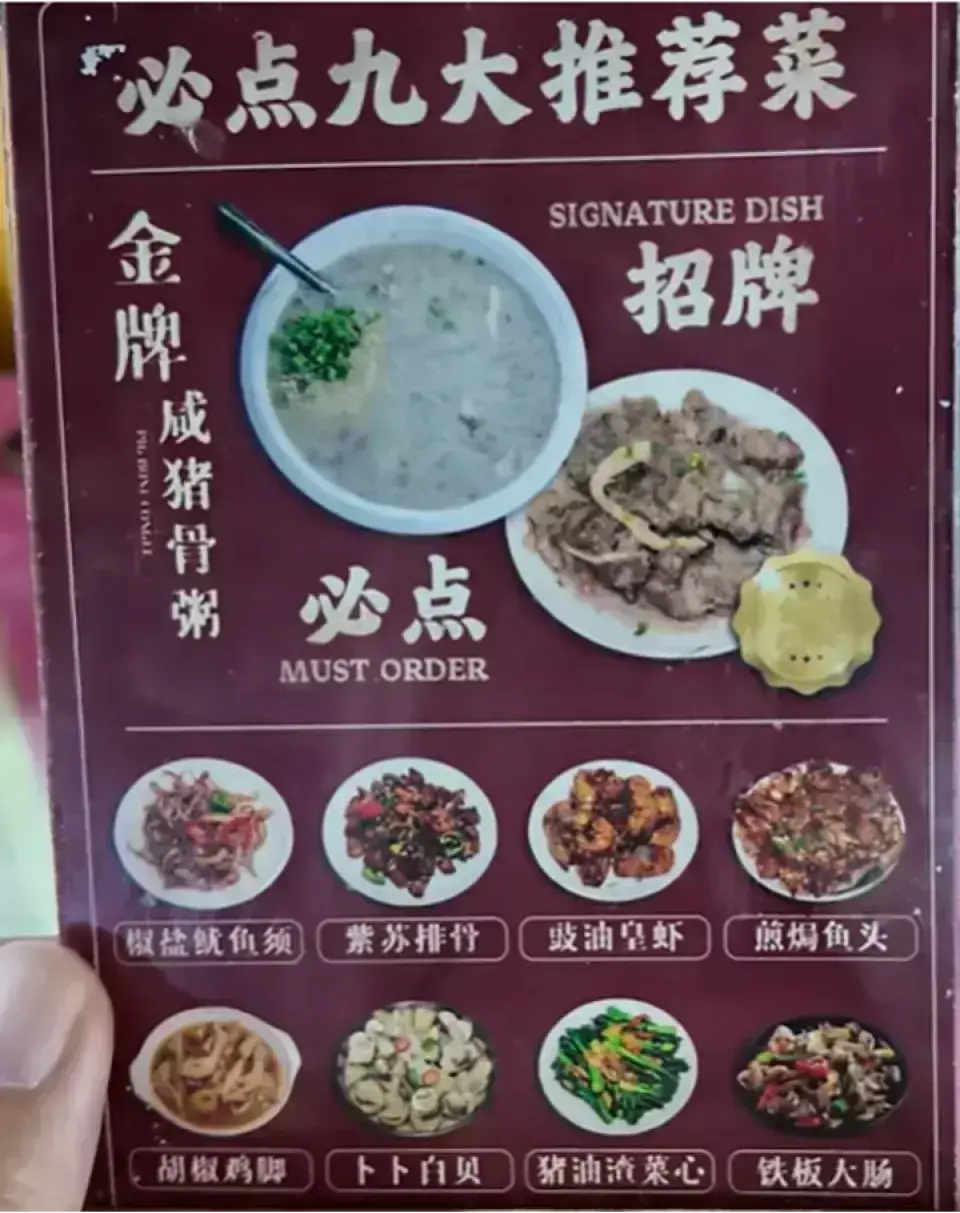 必点九大推荐菜
金牌
咸猪骨粥
SIGNATURE DISH
招牌
必点
MUST ORDER
椒盐鱿鱼须
紫苏排骨
豉油皇虾
煎焗鱼头
胡椒鸡脚
卜卜白贝
猪油渣菜心
铁板大肠